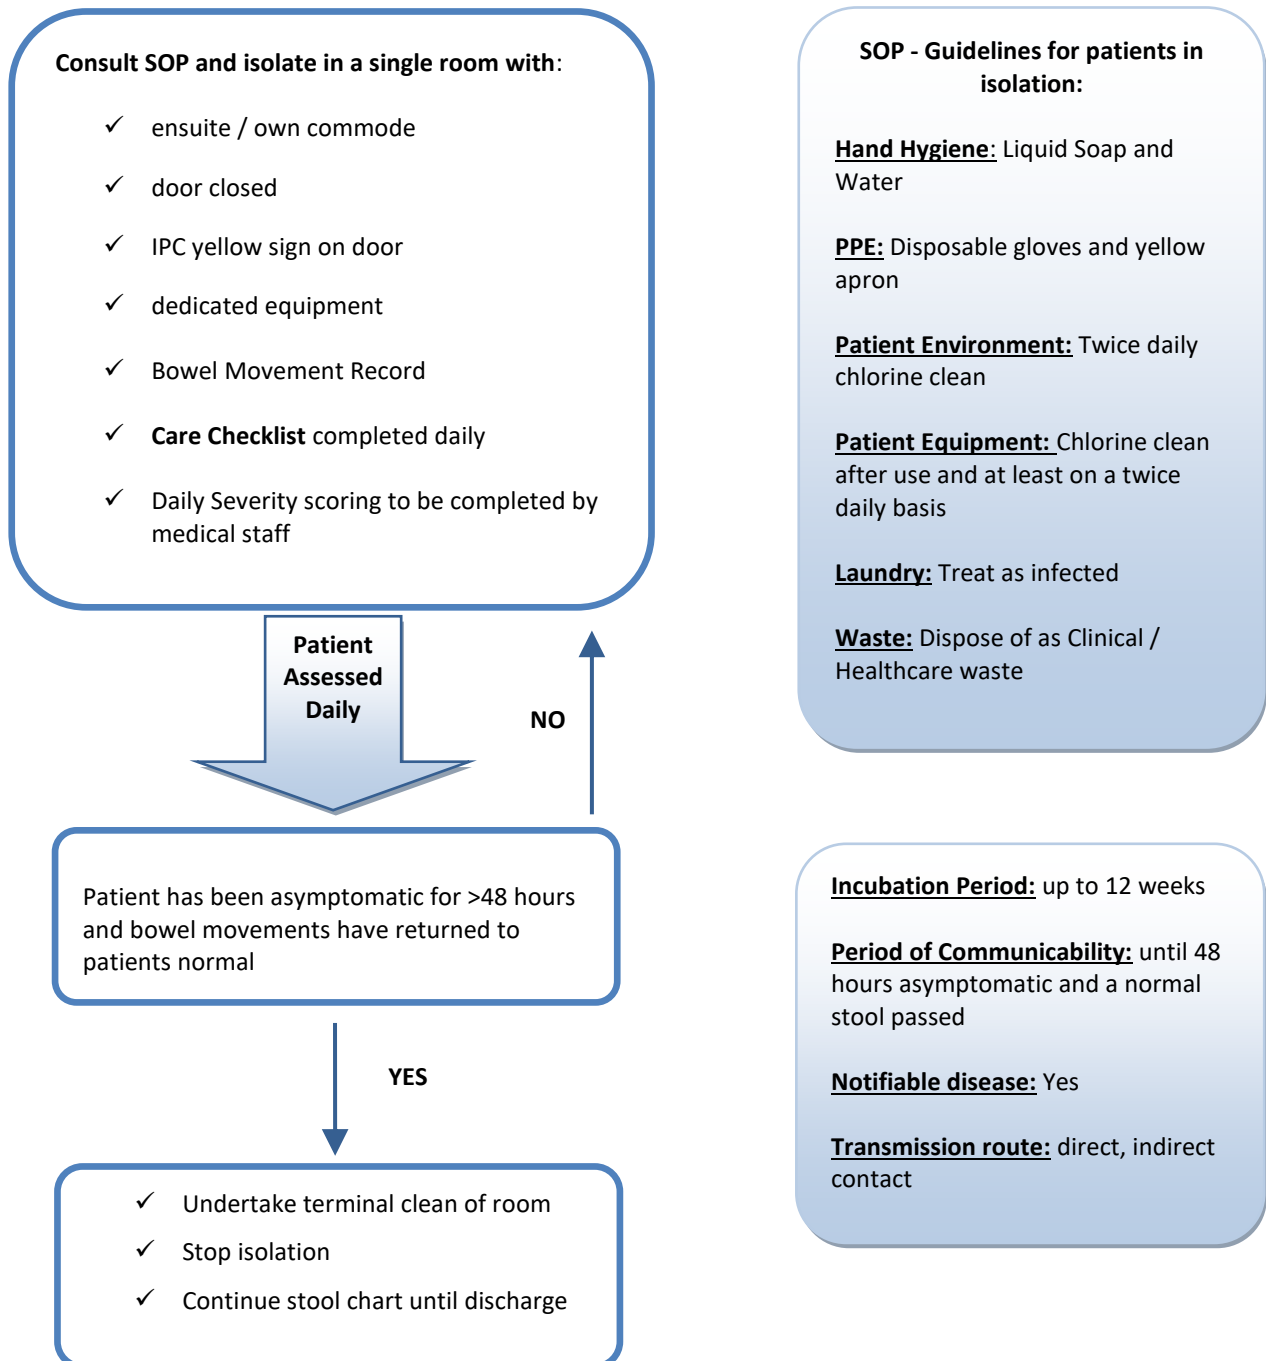 Consult SOP and isolate in a single room with:
✓ ensuite / own commode
✓ door closed
✓ IPC yellow sign on door
✓ dedicated equipment
✓ Bowel Movement Record
✓ Care Checklist completed daily
✓ Daily Severity scoring to be completed by
medical staff
Patient
Assessed
Daily
NO
Patient has been asymptomatic for >48 hours
and bowel movements have returned to
patients normal
YES
✓ Undertake terminal clean of room
✓ Stop isolation
✓ Continue stool chart until discharge
SOP - Guidelines for patients in
isolation:
Hand Hygiene: Liquid Soap and
Water
PPE: Disposable gloves and yellow
apron
Patient Environment: Twice daily
chlorine clean
Patient Equipment: Chlorine clean
after use and at least on a twice
daily basis
Laundry: Treat as infected
Waste: Dispose of as Clinical /
Healthcare waste
Incubation Period: up to 12 weeks
Period of Communicability: until 48
hours asymptomatic and a normal
stool passed
Notifiable disease: Yes
Transmission route: direct, indirect
contact